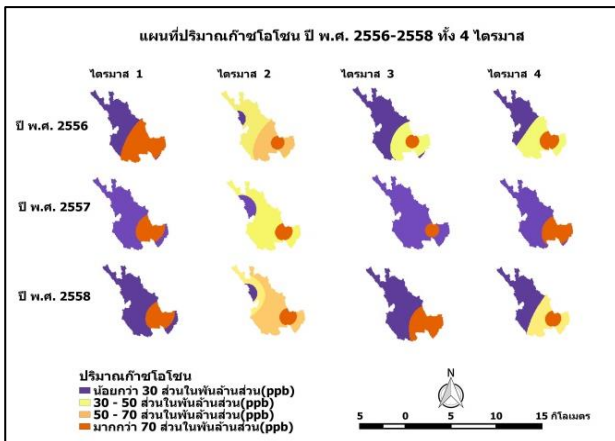 แผนที่ปริมาณก๊าซโอโซน ปี พ.ศ. 2556-2558 ทั้ง 4 ไตรมาส
ไตรมาส 1 ไตรมาส 2 ไตรมาส 3 ไตรมาส 4
ปี พ.ศ. 2556
ปี พ.ศ. 2557
ปี พ.ศ. 2558
ปริมาณก๊าซโอโซน
น้อยกว่า 30 ส่วนในพันล้านส่วน(ppb)
30 - 50 ส่วนในพันล้านส่วน(ppb)
50 - 70 ส่วนในพันล้านส่วน(ppb)
มากกว่า 70 ส่วนในพันล้านส่วน(ppb)
N
5 0 5 10 15 กิโลเมตร